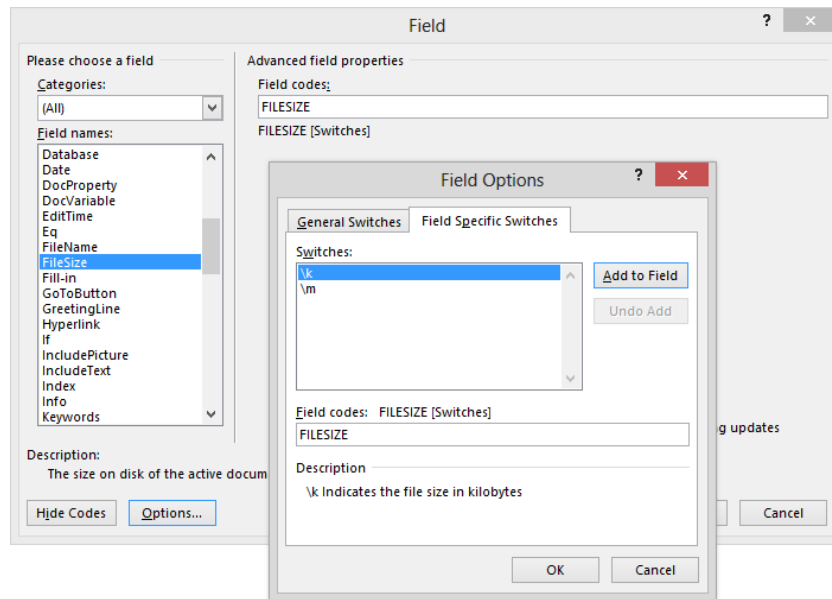 Field
?
Please choose a field
Categories:
(All)
Field names:
Database
Date
DocProperty
DocVariable
EditTime
Eq
FileName
FileSize
Fill-in
GoToButton
GreetingLine
Hyperlink
If
IncludePicture
IncludeText
Index
Info
Keywords
Advanced field properties
Field codes:
FILESIZE
FILESIZE [Switches]
Field Options
?
General Switches
Field Specific Switches
Switches:
\k
\m
Add to Field
Undo Add
Field codes: FILESIZE [Switches]
FILESIZE
Description
\k Indicates the file size in kilobytes
OK
Cancel
updates
Description:
The size on disk of the active
Hide Codes
Options...
Cancel